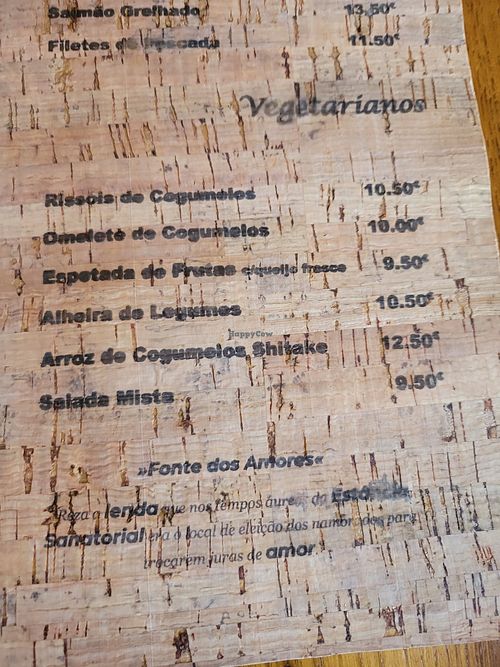 Salmão Grelhado 13.50€
Filetes de Pescada 11.50€
Vegetarianos
Rissois de Cogumelos 10.50€
Omelete de Cogumelos 10.00€
Espetada de Frutas c/queijo fresco 9.50€
Alheira de Legumes 10.50€
Arroz de Cogumelos Shitake 12.50€
Salada Mista 9.50€
HappyCow
»Fonte dos Amores«
Reza a lenda que nos tempos áureos da
Sanatorial era o local de eleição dos namorados para
trocarem juras de amor